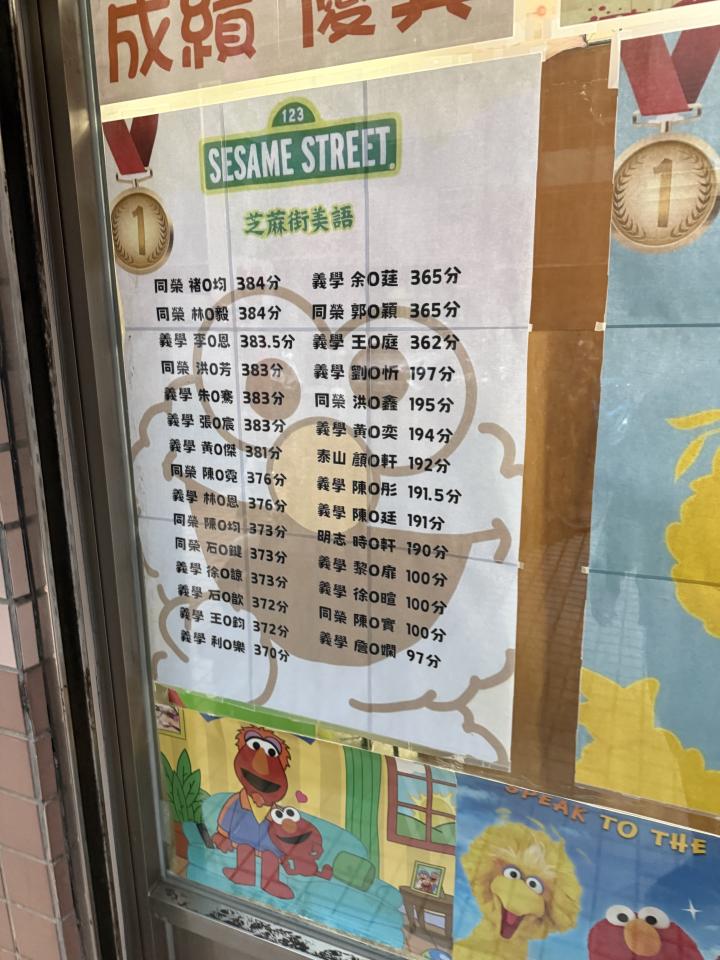 成績 優異
1
123
SESAME STREET®
芝蔴街美語
同榮 褚O均 384分
同榮 林O毅 384分
義學 李O恩 383.5分
同榮 洪O芳 383分
義學 朱O騫 383分
義學 張O宸 383分
義學 黃O傑 381分
同榮 陳O霓 376分
義學 林O恩 376分
同榮 陳O均 373分
同榮 石O鍵 373分
義學 徐O諒 373分
義學 石O歆 372分
義學 王O鈞 372分
義學 利O樂 370分
義學 余O莛 365分
同榮 郭O穎 365分
義學 王O庭 362分
義學 劉O忻 197分
同榮 洪O鑫 195分
義學 黃O奕 194分
泰山 顏O軒 192分
義學 陳O彤 191.5分
義學 陳O廷 191分
明志 時O軒 190分
義學 黎O扉 100分
義學 徐O暄 100分
同榮 陳O實 100分
義學 詹O嫻 97分
1
SPEAK TO THE